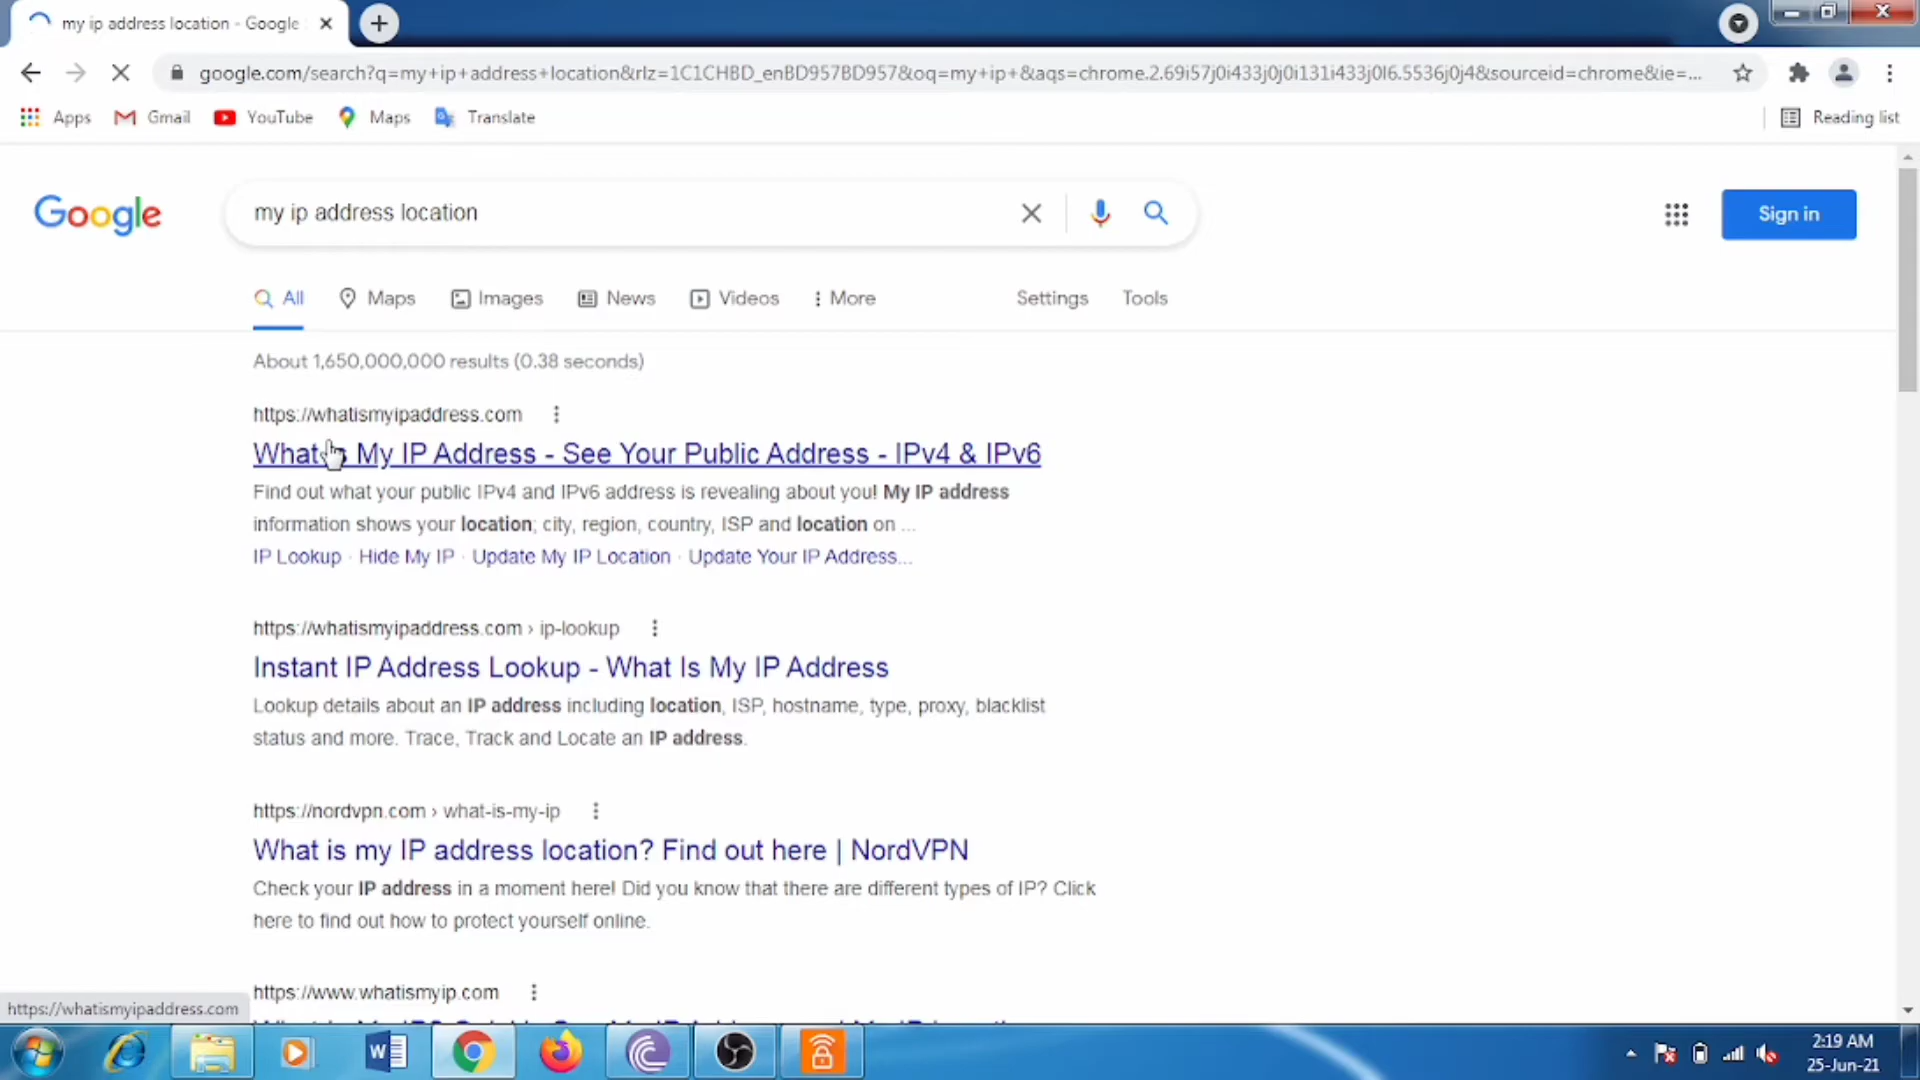 my ip address location - Google
google.com/search?q=my+ip+address+location&rlz=1C1CHBD_enBD957BD957&oq=my+ip+&aqs=chrome.2.69i57j0i433j0j0i131i433j0l6.5536j0j4&sourceid=chrome&ie=...
Apps Gmail YouTube Maps Translate Reading list
Google my ip address location Sign in
All Maps Images News Videos More Settings Tools
About 1,650,000,000 results (0.38 seconds)
https://whatismyipaddress.com
What Is My IP Address - See Your Public Address - IPv4 & IPv6
Find out what your public IPv4 and IPv6 address is revealing about you! My IP address
information shows your location; city, region, country, ISP and location on ...
IP Lookup · Hide My IP · Update My IP Location · Update Your IP Address...
https://whatismyipaddress.com › ip-lookup
Instant IP Address Lookup - What Is My IP Address
Lookup details about an IP address including location, ISP, hostname, type, proxy, blacklist
status and more. Trace, Track and Locate an IP address.
https://nordvpn.com › what-is-my-ip
What is my IP address location? Find out here | NordVPN
Check your IP address in a moment here! Did you know that there are different types of IP? Click
here to find out how to protect yourself online.
https://www.whatismyip.com
https://whatismyipaddress.com
2:19 AM
25-Jun-21